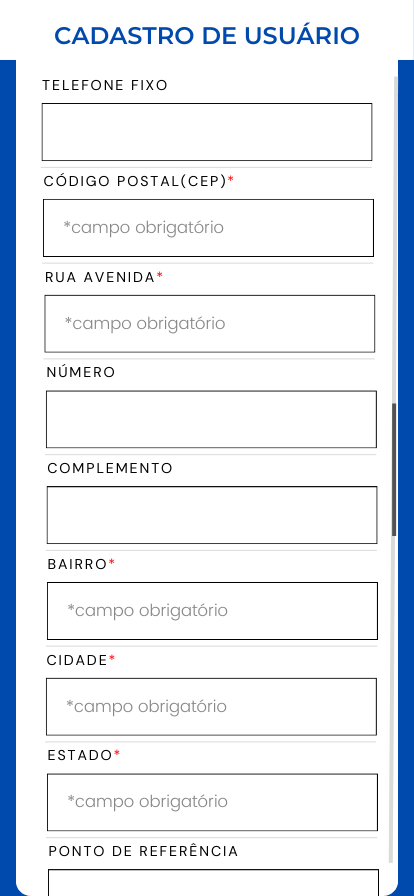 CADASTRO DE USUÁRIO
TELEFONE FIXO
CÓDIGO POSTAL(CEP)*
*campo obrigatório
RUA AVENIDA*
*campo obrigatório
NÚMERO
COMPLEMENTO
BAIRRO*
*campo obrigatório
CIDADE*
*campo obrigatório
ESTADO*
*campo obrigatório
PONTO DE REFERÊNCIA